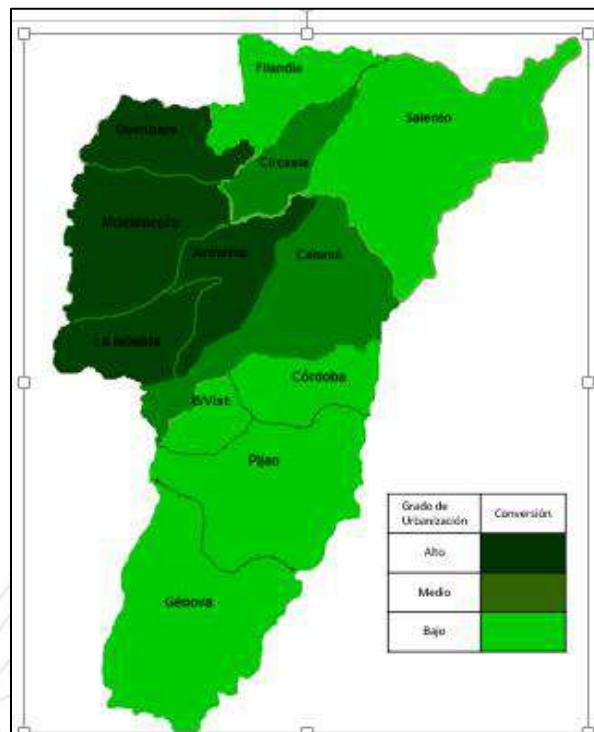 Filandia
Salento
Quimbaya
Circasia
Montenegro
Armenia
Calarcá
La tebaida
Córdoba
B/Vist
Pijao
Génova
Grado de
Urbanización
Conversión
Alto
Medio
Bajo